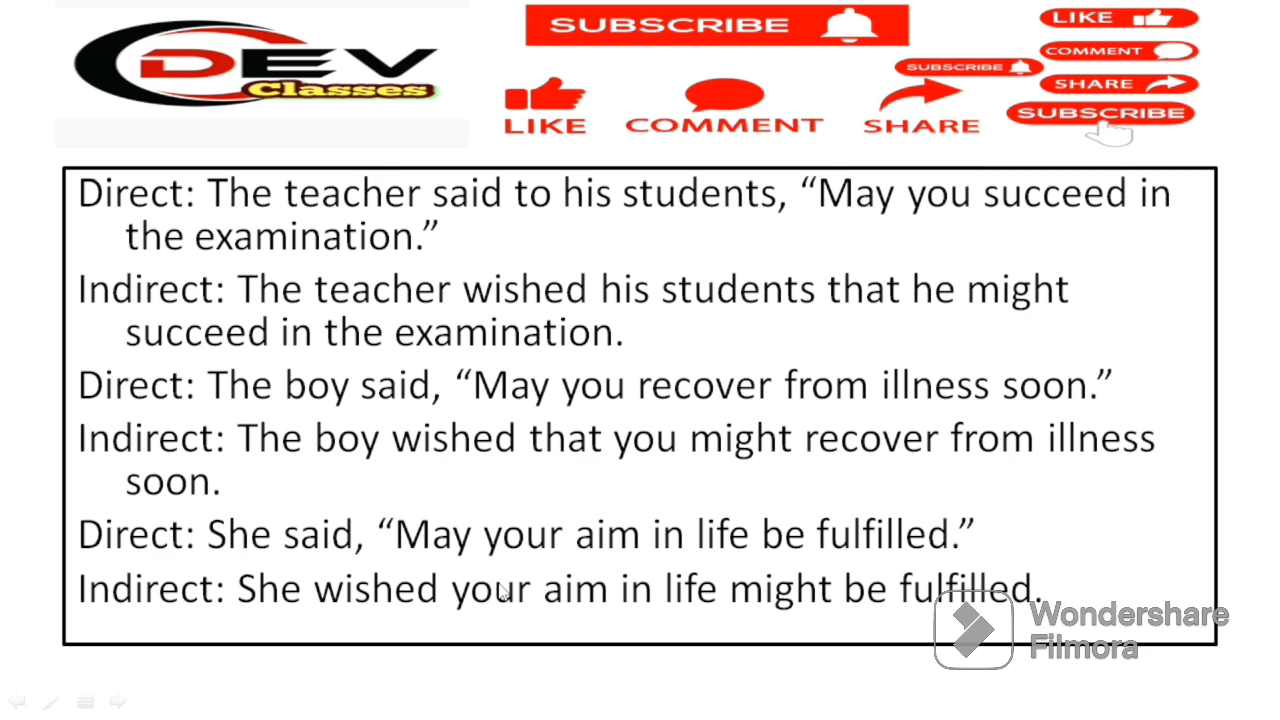 DEV
Classes
SUBSCRIBE
LIKE
COMMENT
SHARE
SUBSCRIBE
LIKE
COMMENT
SHARE
SUBSCRIBE
Direct: The teacher said to his students, “May you succeed in
the examination.”
Indirect: The teacher wished his students that he might
succeed in the examination.
Direct: The boy said, “May you recover from illness soon.”
Indirect: The boy wished that you might recover from illness
soon.
Direct: She said, “May your aim in life be fulfilled.”
Indirect: She wished your aim in life might be fulfilled.
Wondershare
Filmora